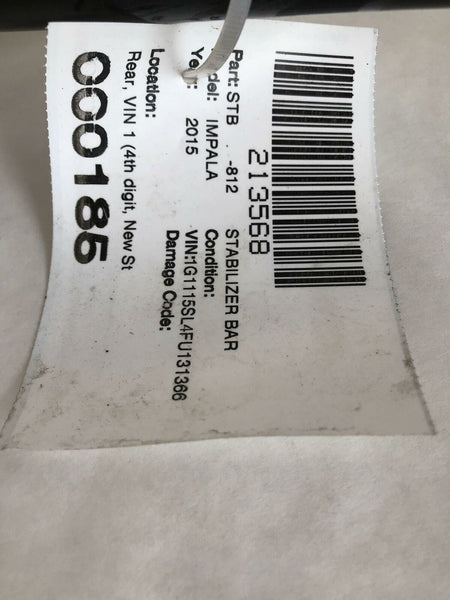 213568
Part: STB . -812 STABILIZER BAR
Model: IMPALA Condition:
Year: 2015 VIN:1G1115SL4FU131366
Damage Code:
Location:
Rear, VIN 1 (4th digit, New St
000185